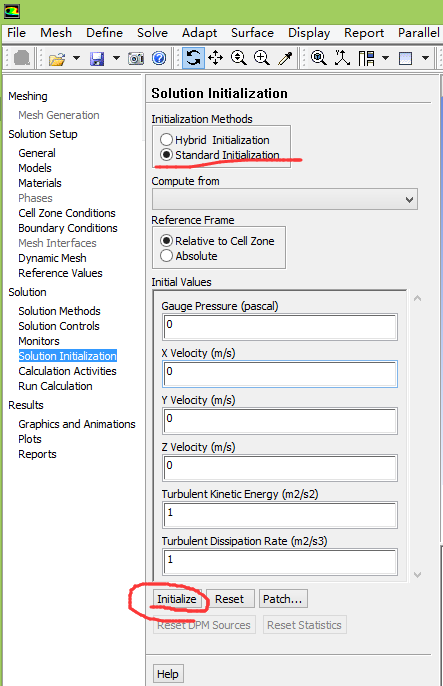 File Mesh Define Solve Adapt Surface Display Report Parallel
Meshing
Mesh Generation
Solution Setup
General
Models
Materials
Phases
Cell Zone Conditions
Boundary Conditions
Mesh Interfaces
Dynamic Mesh
Reference Values
Solution
Solution Methods
Solution Controls
Monitors
Solution Initialization
Calculation Activities
Run Calculation
Results
Graphics and Animations
Plots
Reports
Solution Initialization
Initialization Methods
Hybrid Initialization
Standard Initialization
Compute from
Reference Frame
Relative to Cell Zone
Absolute
Initial Values
Gauge Pressure (pascal)
0
X Velocity (m/s)
0
Y Velocity (m/s)
0
Z Velocity (m/s)
0
Turbulent Kinetic Energy (m2/s2)
1
Turbulent Dissipation Rate (m2/s3)
1
Initialize Reset Patch...
Reset DPM Sources Reset Statistics
Help